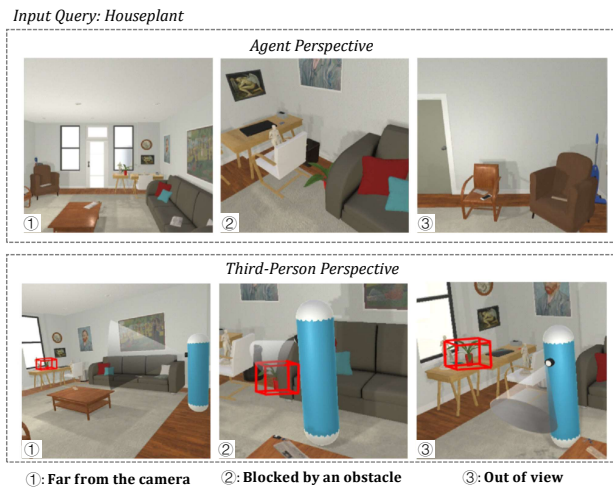 Input Query: Houseplant
Agent Perspective
①
②
③
Third-Person Perspective
①
②
③
①: Far from the camera
②: Blocked by an obstacle
③: Out of view